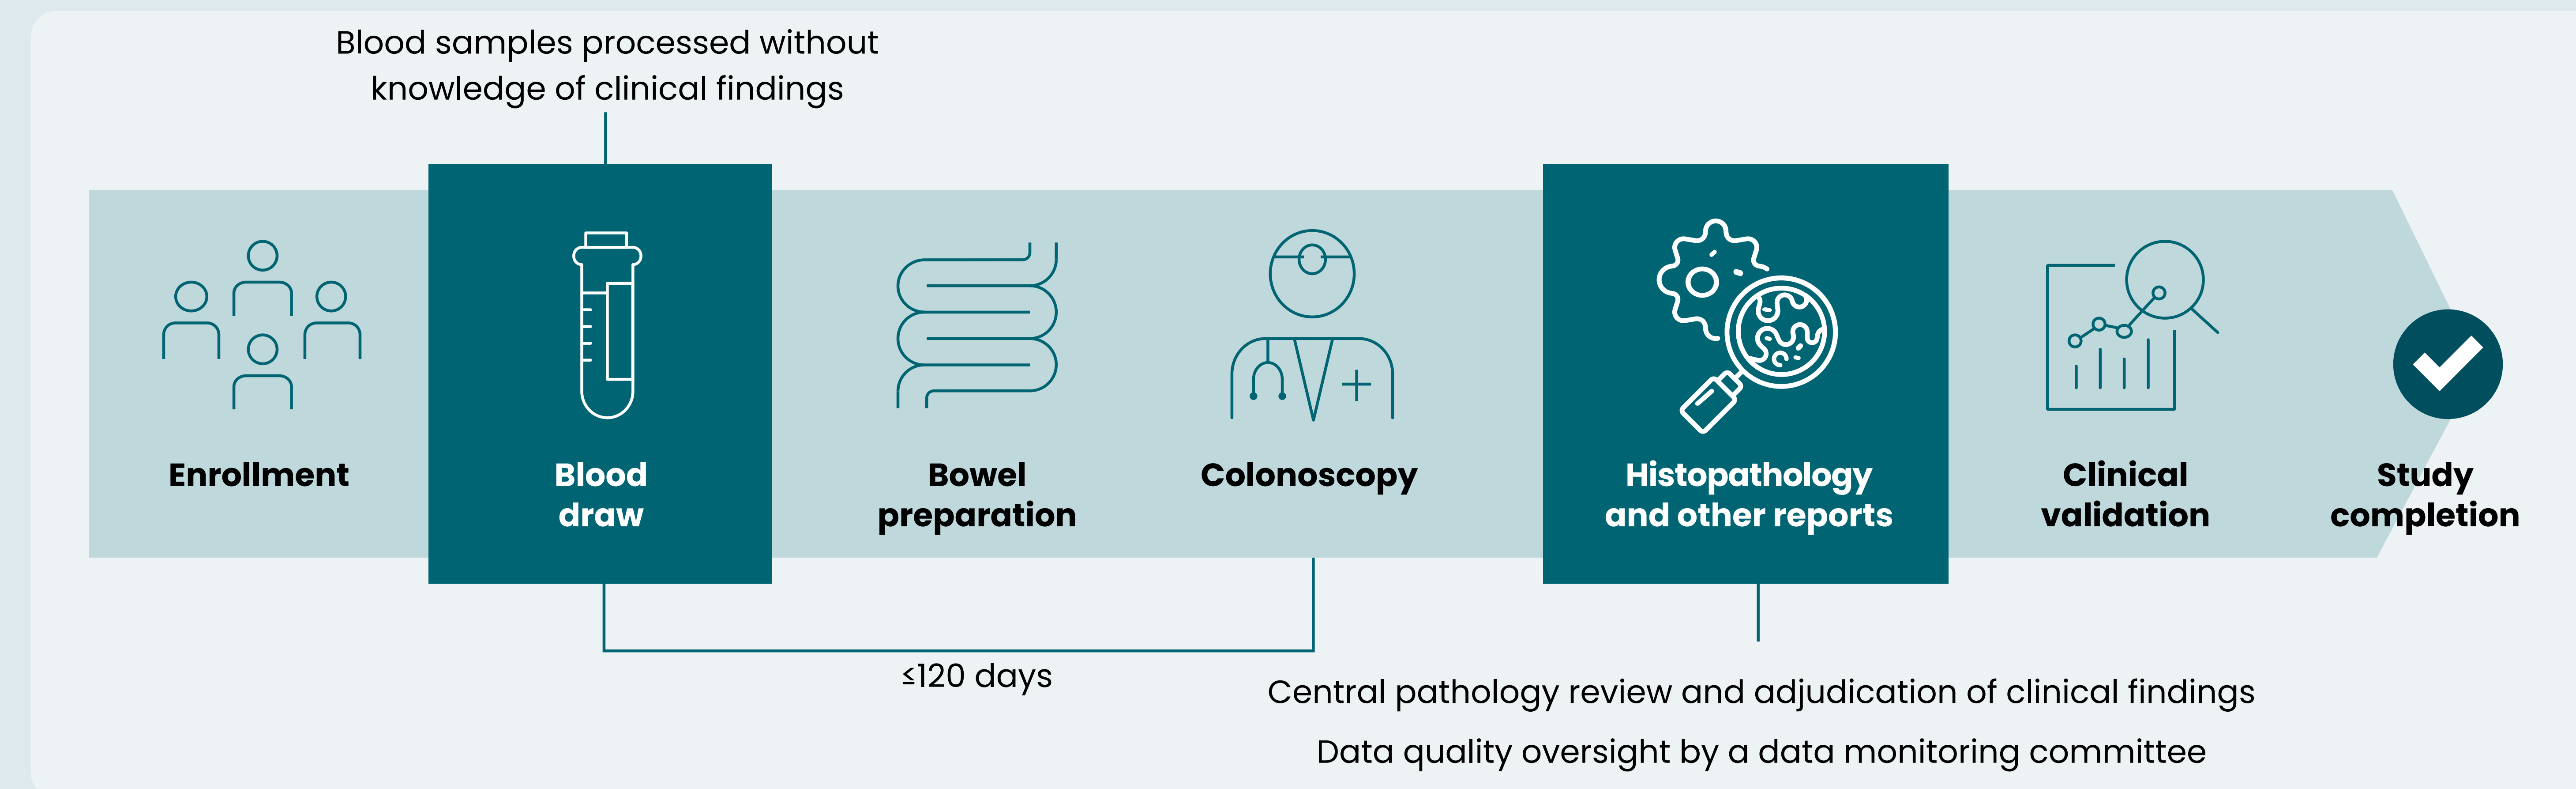 Blood samples processed without
knowledge of clinical findings
Enrollment
Blood
draw
Bowel
preparation
Colonoscopy
Histopathology
and other reports
Clinical
validation
Study
completion
≤120 days
Central pathology review and adjudication of clinical findings
Data quality oversight by a data monitoring committee